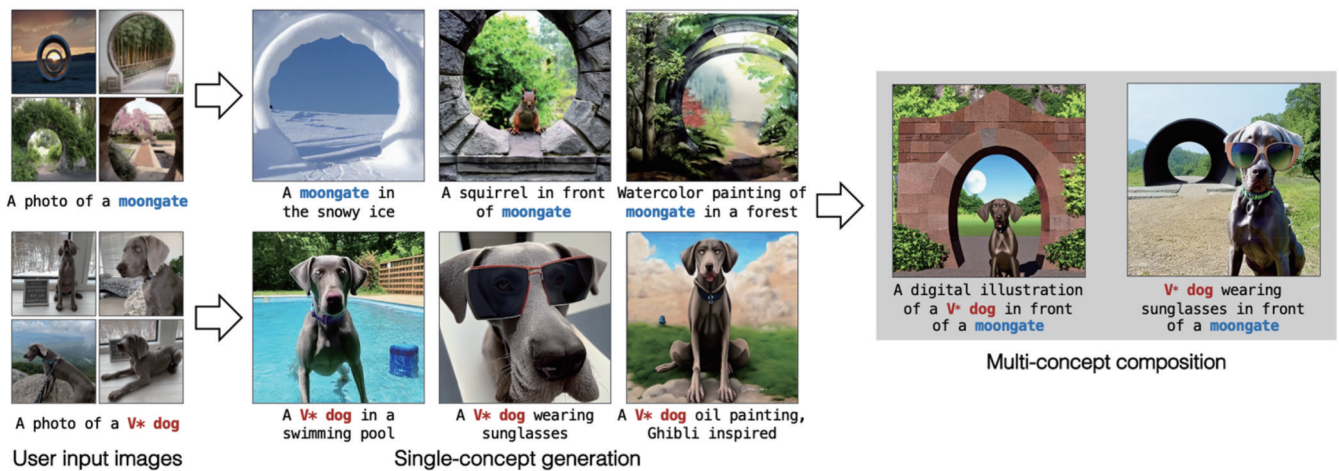 A photo of a moongate
A moongate in
the snowy ice
A squirrel in front
of moongate
Watercolor painting of
moongate in a forest
A photo of a V* dog
A V* dog in a
swimming pool
A V* dog wearing
sunglasses
A V* dog oil painting,
Ghibli inspired
User input images
Single-concept generation
A digital illustration
of a V* dog in front
of a moongate
V* dog wearing
sunglasses in front
of a moongate
Multi-concept composition